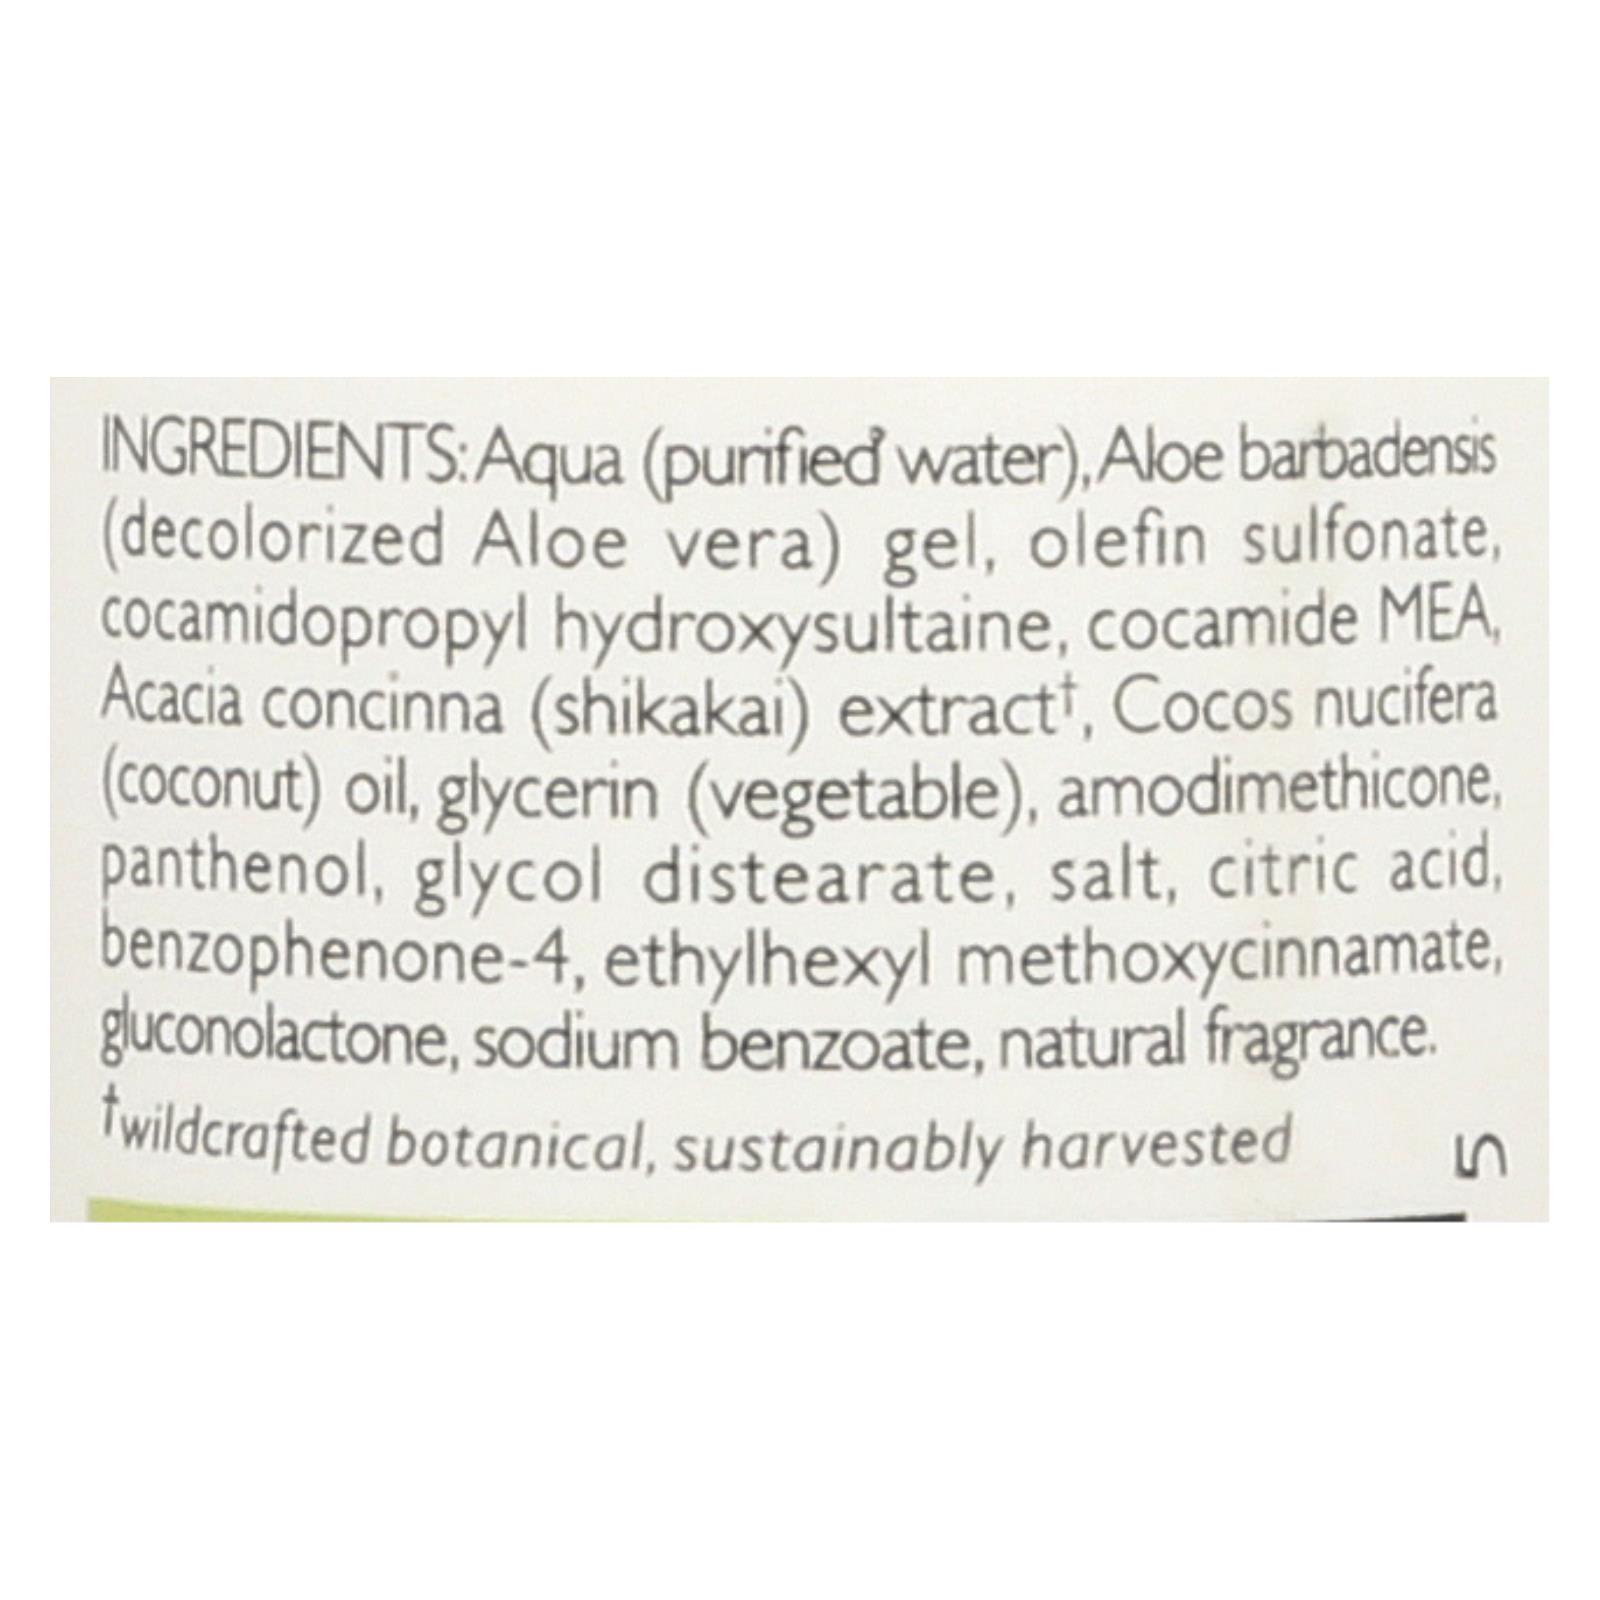 INGREDIENTS: Aqua (purified water), Aloe barbadensis
(decolorized Aloe vera) gel, olefin sulfonate,
cocamidopropyl hydroxysultaine, cocamide MEA,
Acacia concinna (shikakai) extract†, Cocos nucifera
(coconut) oil, glycerin (vegetable), amodimethicone,
panthenol, glycol distearate, salt, citric acid,
benzophenone-4, ethylhexyl methoxycinnamate,
gluconolactone, sodium benzoate, natural fragrance.
†wildcrafted botanical, sustainably harvested
5